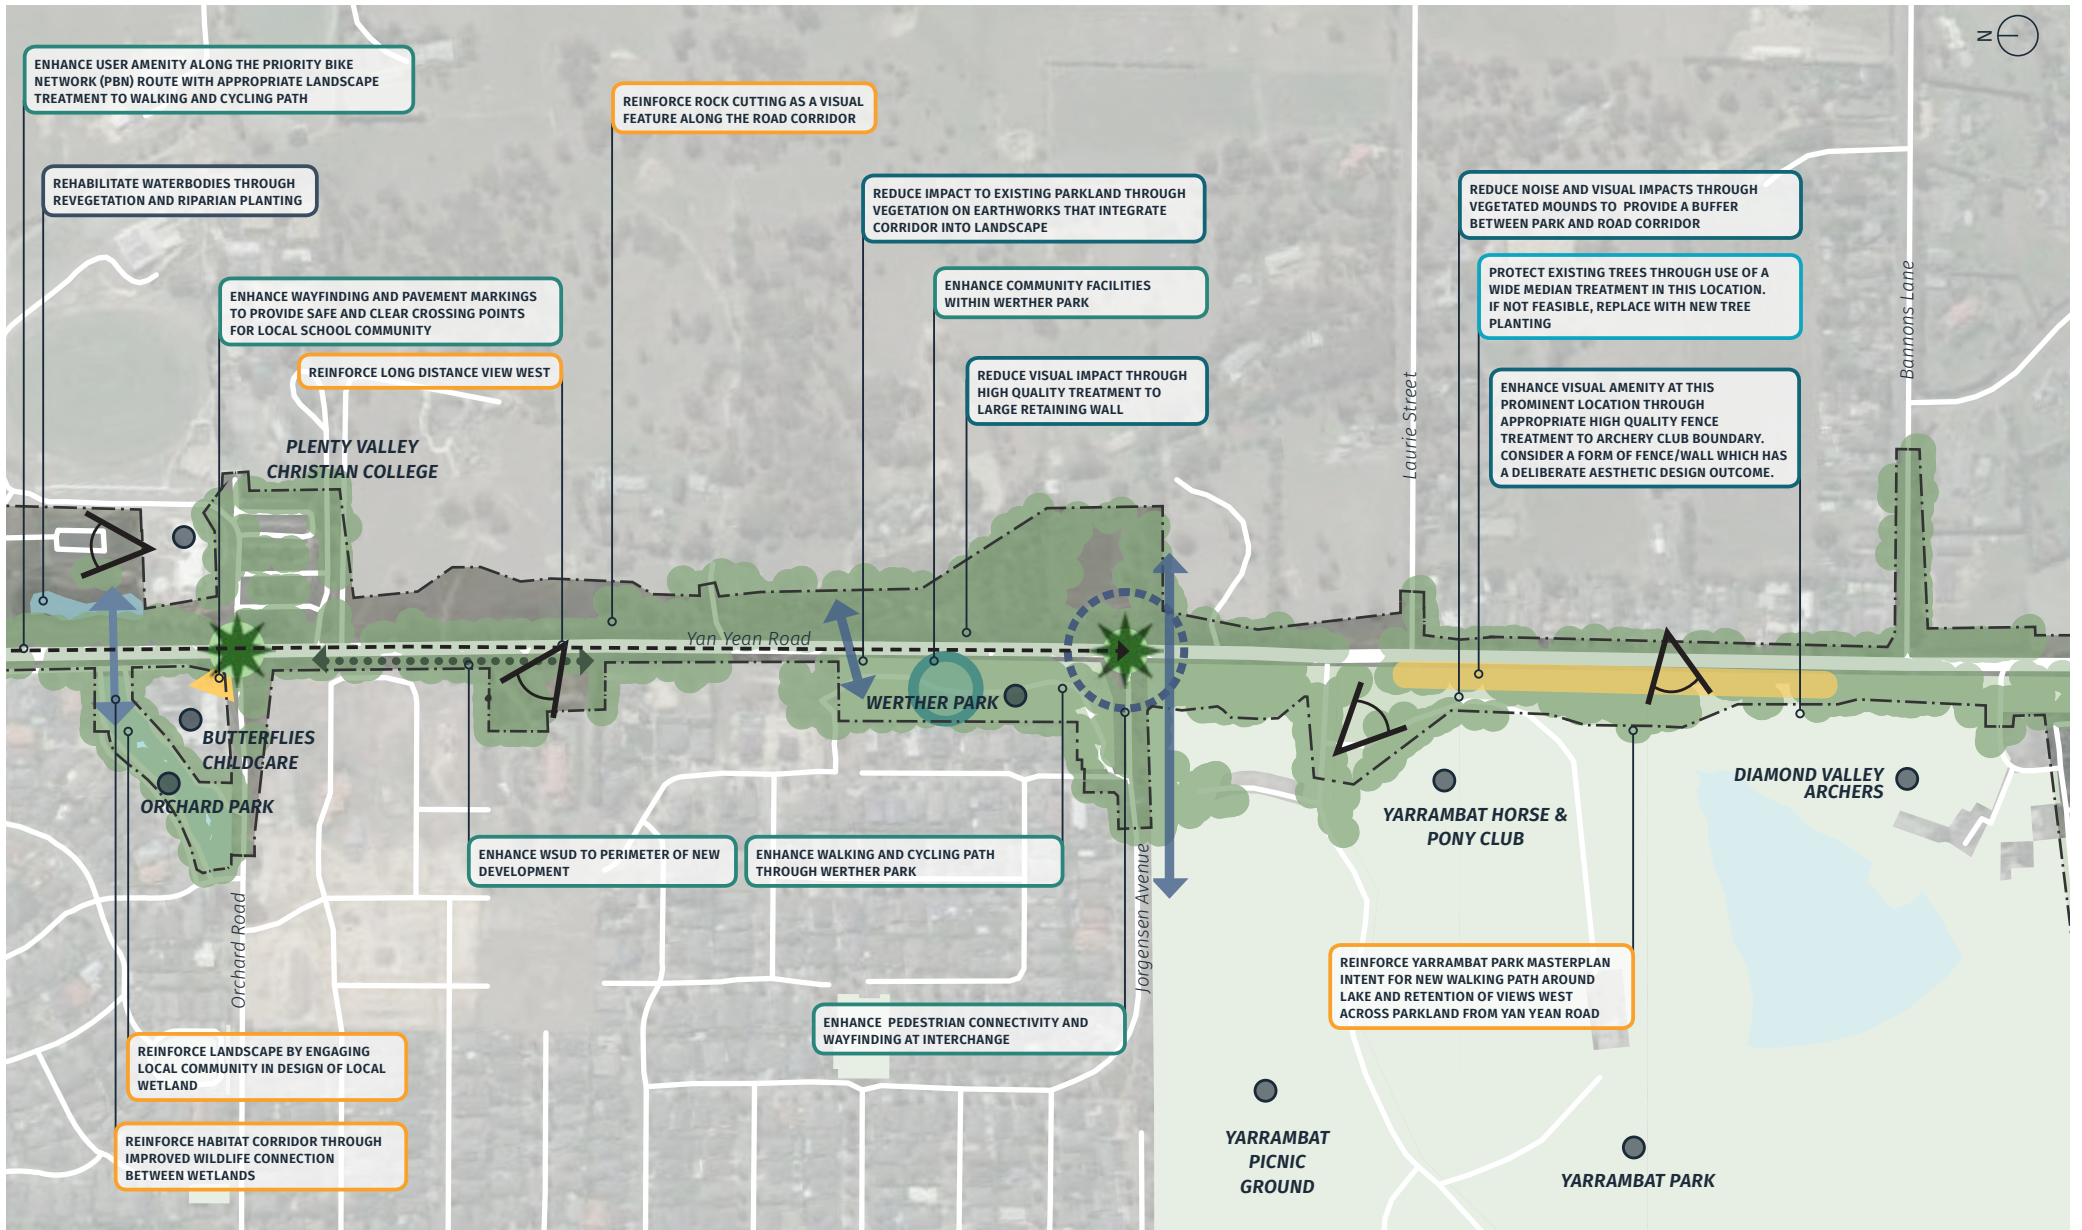 N
ENHANCE USER AMENITY ALONG THE PRIORITY BIKE
NETWORK (PBN) ROUTE WITH APPROPRIATE LANDSCAPE
TREATMENT TO WALKING AND CYCLING PATH
REINFORCE ROCK CUTTING AS A VISUAL
FEATURE ALONG THE ROAD CORRIDOR
REHABILITATE WATERBODIES THROUGH
REVEGETATION AND RIPARIAN PLANTING
REDUCE IMPACT TO EXISTING PARKLAND THROUGH
VEGETATION ON EARTHWORKS THAT INTEGRATE
CORRIDOR INTO LANDSCAPE
REDUCE NOISE AND VISUAL IMPACTS THROUGH
VEGETATED MOUNDS TO PROVIDE A BUFFER
BETWEEN PARK AND ROAD CORRIDOR
ENHANCE WAYFINDING AND PAVEMENT MARKINGS
TO PROVIDE SAFE AND CLEAR CROSSING POINTS
FOR LOCAL SCHOOL COMMUNITY
ENHANCE COMMUNITY FACILITIES
WITHIN WERTHER PARK
PROTECT EXISTING TREES THROUGH USE OF A
WIDE MEDIAN TREATMENT IN THIS LOCATION.
IF NOT FEASIBLE, REPLACE WITH NEW TREE
PLANTING
REINFORCE LONG DISTANCE VIEW WEST
REDUCE VISUAL IMPACT THROUGH
HIGH QUALITY TREATMENT TO
LARGE RETAINING WALL
ENHANCE VISUAL AMENITY AT THIS
PROMINENT LOCATION THROUGH
APPROPRIATE HIGH QUALITY FENCE
TREATMENT TO ARCHERY CLUB BOUNDARY.
CONSIDER A FORM OF FENCE/WALL WHICH HAS
A DELIBERATE AESTHETIC DESIGN OUTCOME.
Laurie Street
Bannons Lane
PLENTY VALLEY
CHRISTIAN COLLEGE
Yan Yean Road
WERTHER PARK
BUTTERFLIES
CHILDCARE
ORCHARD PARK
YARRAMBAT HORSE &
PONY CLUB
DIAMOND VALLEY
ARCHERS
ENHANCE WSUD TO PERIMETER OF NEW
DEVELOPMENT
ENHANCE WALKING AND CYCLING PATH
THROUGH WERTHER PARK
Orchard Road
Jorgensen Avenue
REINFORCE YARRAMBAT PARK MASTERPLAN
INTENT FOR NEW WALKING PATH AROUND
LAKE AND RETENTION OF VIEWS WEST
ACROSS PARKLAND FROM YAN YEAN ROAD
ENHANCE PEDESTRIAN CONNECTIVITY AND
WAYFINDING AT INTERCHANGE
REINFORCE LANDSCAPE BY ENGAGING
LOCAL COMMUNITY IN DESIGN OF LOCAL
WETLAND
REINFORCE HABITAT CORRIDOR THROUGH
IMPROVED WILDLIFE CONNECTION
BETWEEN WETLANDS
YARRAMBAT
PICNIC
GROUND
YARRAMBAT PARK